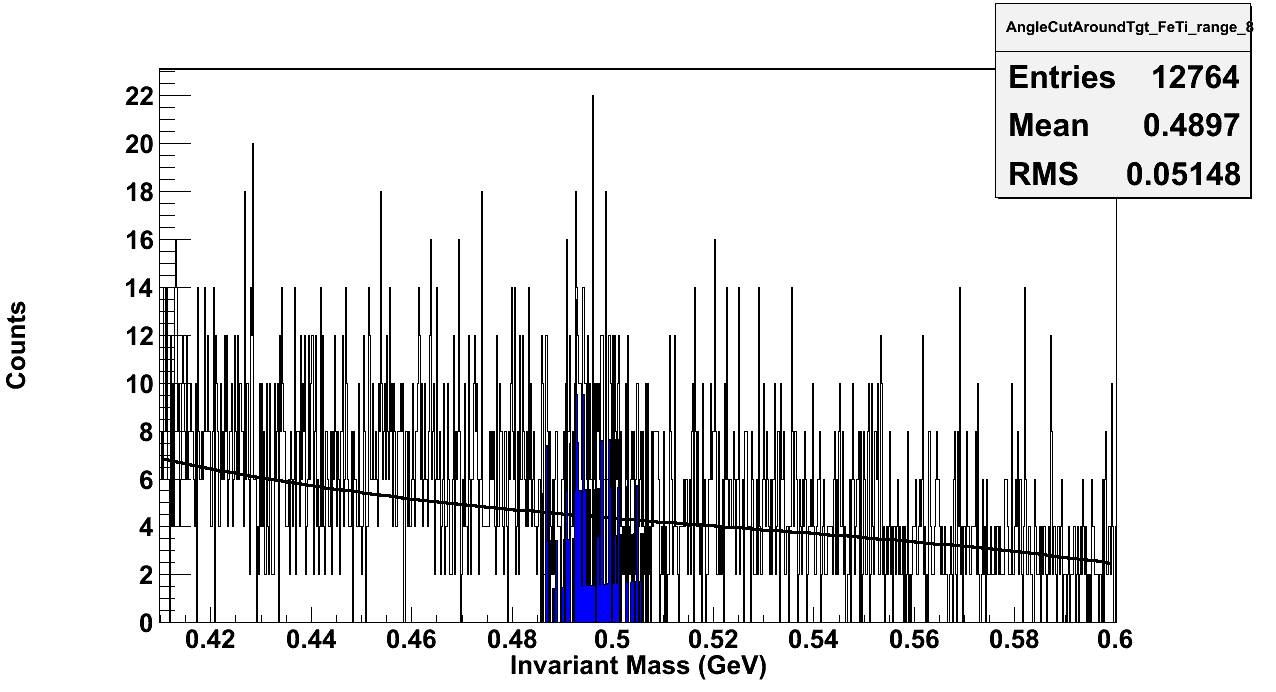 AngleCutAroundTgt_FeTi_range_8
Entries 12764
Mean 0.4897
RMS 0.05148
Counts
22
20
18
16
14
12
10
8
6
4
2
0
0.42 0.44 0.46 0.48 0.5 0.52 0.54 0.56 0.58 0.6
Invariant Mass (GeV)